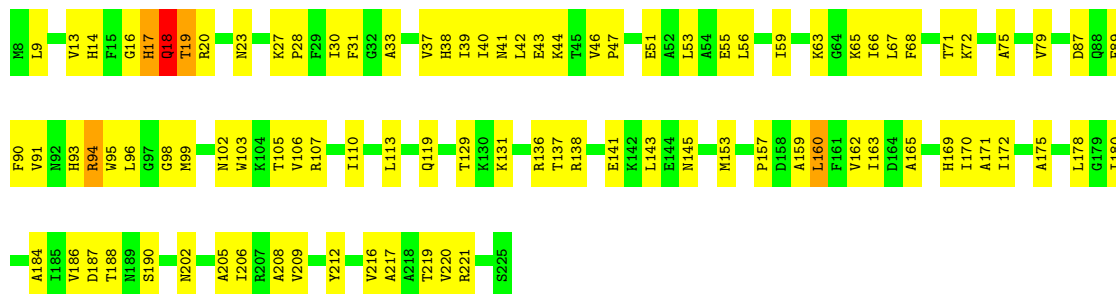 M8 L9 V13 H14 F15 G16 H17 Q18 T19 R20 N23 K27 P28 F29 I30 F31 G32 A33 V37 H38 I39 I40 N41 L42 E43 K44 T45 V46 P47 E51 A52 L53 A54 E55 L56 I59 K63 G64 K65 I66 L67 F68 T71 K72 A75 V79 D87 Q88
F90 V91 N92 H93 R94 W95 L96 G97 G98 M99 N102 W103 K104 T105 V106 R107 I110 L113 Q119 T129 K130 K131 R136 T137 R138 E141 K142 L143 E144 N145 M153 P157 D158 A159 L160 F161 V162 I163 D164 A165 H169 I170 A171 I172 A175 L178 G179 I180
A184 I185 V186 D187 T188 N189 S190 N202 A205 I206 R207 A208 V209 Y212 V216 A217 A218 T219 V220 R221 S225